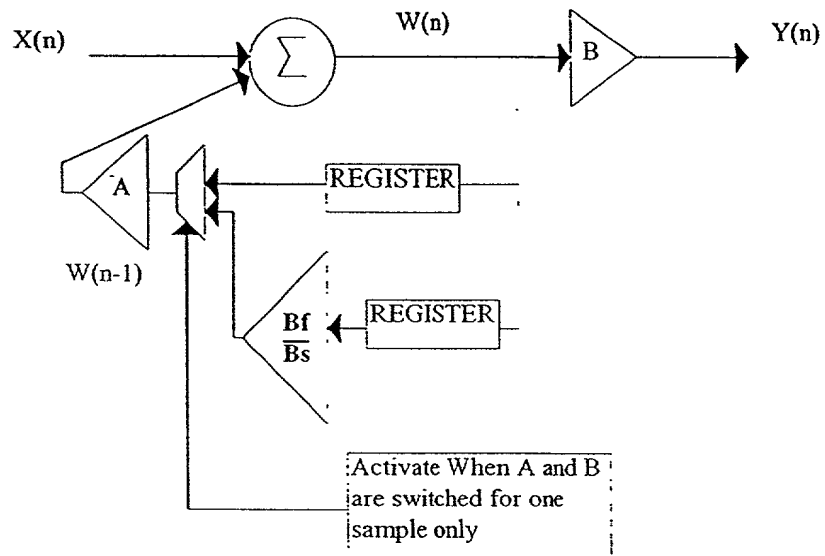 X(n)
W(n)
Y(n)
Σ
B
A
REGISTER
W(n-1)
REGISTER
Bf
Bs
Activate When A and B
are switched for one
sample only